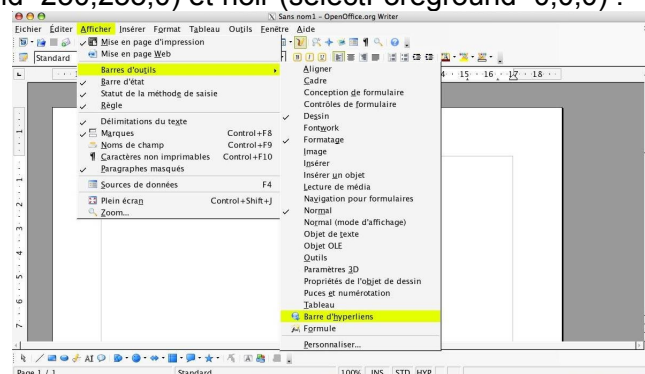 nd "250,235,0) et noir (selectForeground "0,0,0) .
Sans nom1 - OpenOffice.org Writer
Fichier Éditer Afficher Insérer Format Tableau Outils Fenêtre Aide
Standard
Mise en page d'impression
Mise en page Web
Barres d'outils
Barre d'état
Statut de la méthode de saisie
Règle
Délimitations du texte
Marques Control+F8
Noms de champ Control+F9
Caractères non imprimables Control+F10
Paragraphes masqués
Sources de données F4
Plein écran Control+Shift+J
Zoom...
Aligner
Cadre
Conception de formulaire
Contrôles de formulaire
Dessin
Fontwork
Formatage
Image
Insérer
Insérer un objet
Lecture de média
Navigation pour formulaires
Normal
Normal (mode d'affichage)
Objet de texte
Objet OLE
Outils
Paramètres 3D
Propriétés de l'objet de dessin
Puces et numérotation
Tableau
Barre d'hyperliens
Formule
Personnaliser...
4 · 15 · 16 · 17 · 18
Page 1 / 1 Standard 100% INS STD HYP